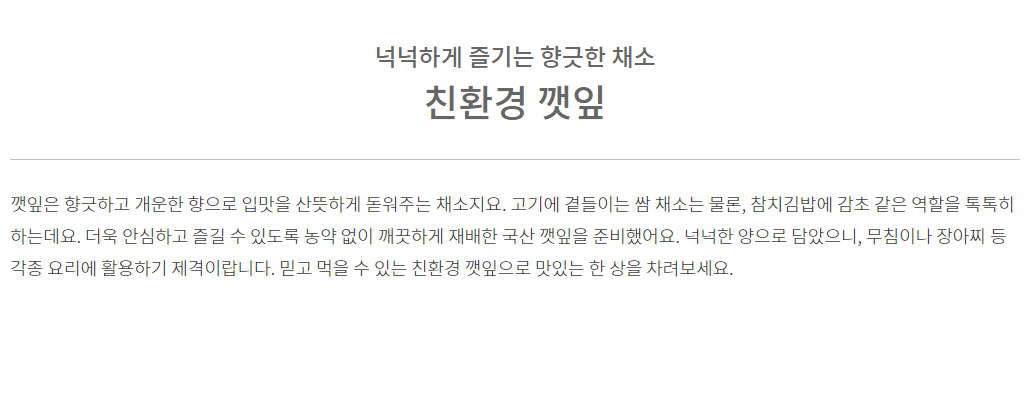 넉넉하게 즐기는 향긋한 채소
친환경 깻잎
깻잎은 향긋하고 개운한 향으로 입맛을 산뜻하게 돋워주는 채소지요. 고기에 곁들이는 쌈 채소는 물론, 참치김밥에 감초 같은 역할을 톡톡히
하는데요. 더욱 안심하고 즐길 수 있도록 농약 없이 깨끗하게 재배한 국산 깻잎을 준비했어요. 넉넉한 양으로 담았으니, 무침이나 장아찌 등
각종 요리에 활용하기 제격이랍니다. 믿고 먹을 수 있는 친환경 깻잎으로 맛있는 한 상을 차려보세요.